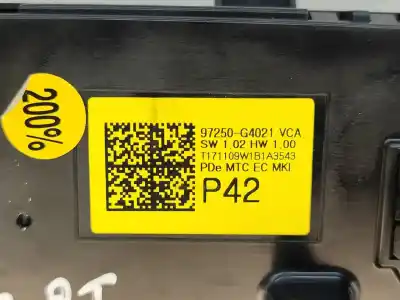 200%
97250-G4021 VCA
SW 1,02 HW 1,00
T171109W1B1A3543
PDe MTC EC MKI
P42